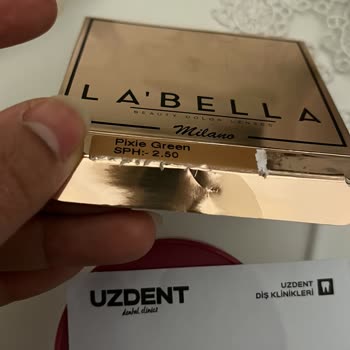 LA'BELLA
BEAUTY COLOR LENSES
Milano
Pixie Green
SPH:- 2.50
UZDENT
dental clinics
UZDENT
DİŞ KLİNİKLERİ